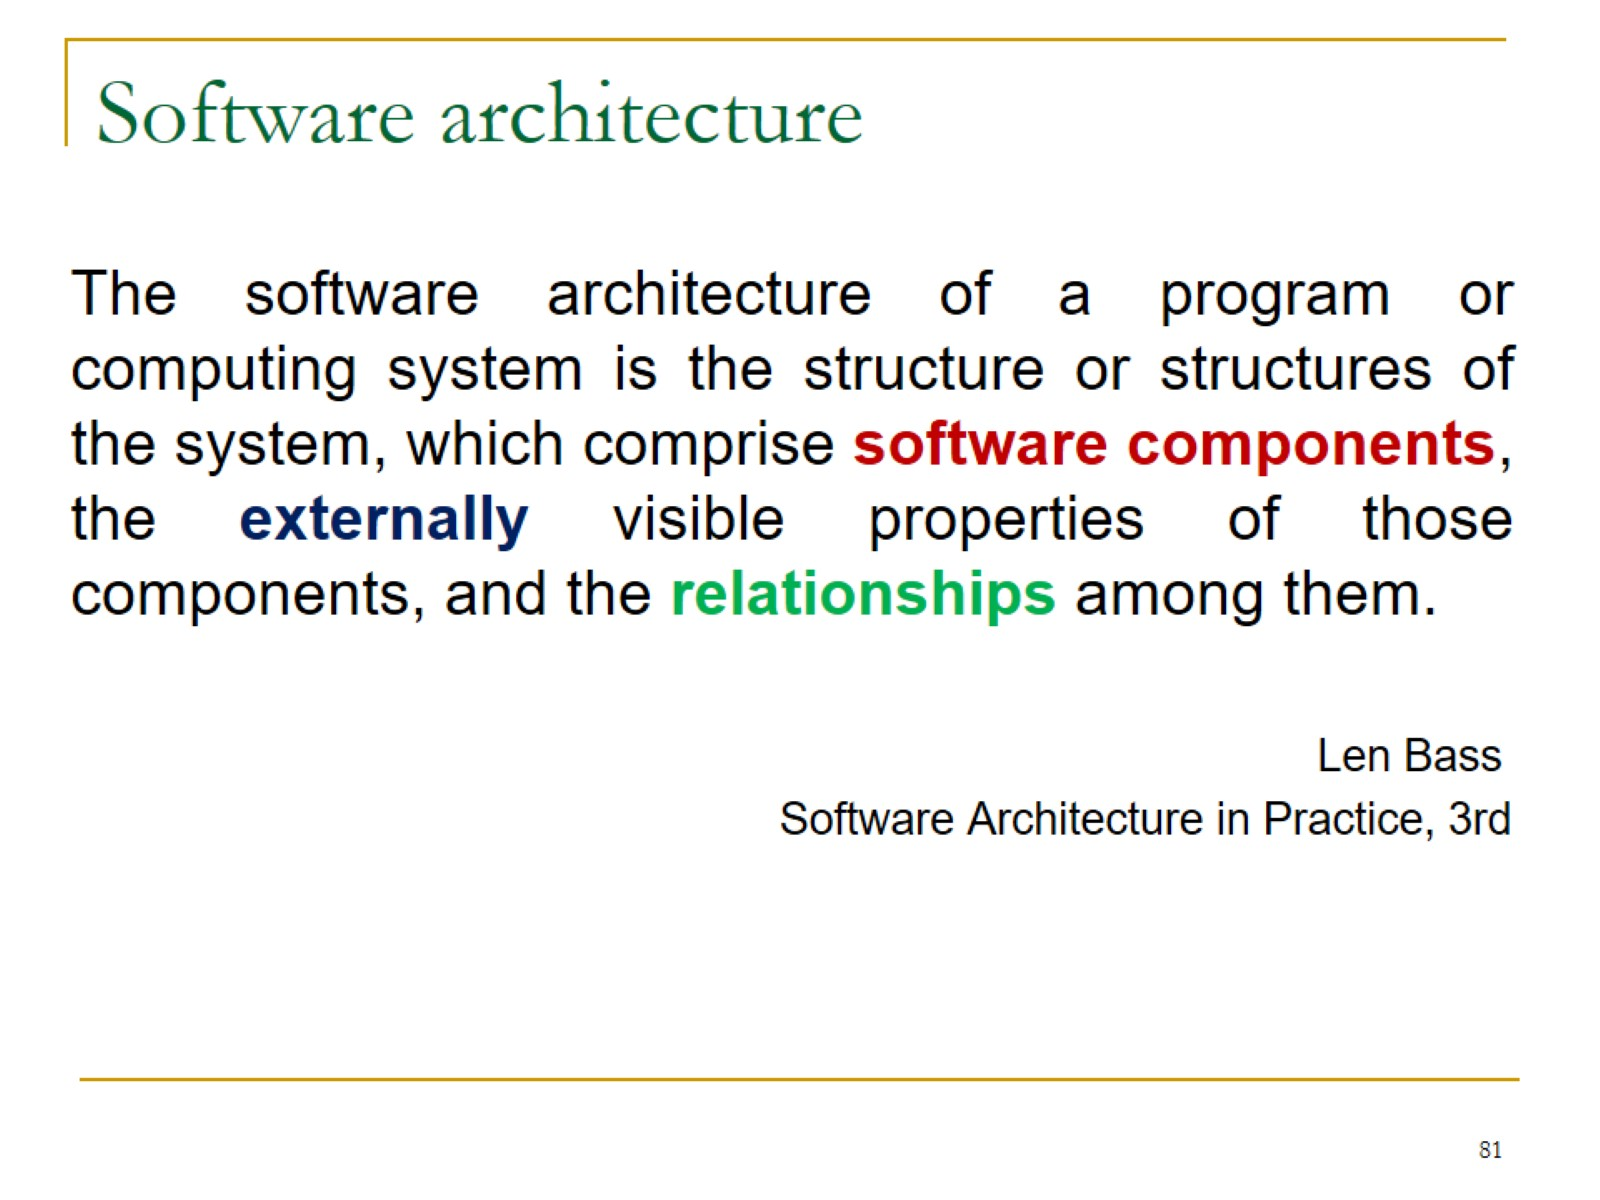 Software architecture
The software architecture of a program or
computing system is the structure or structures of
the system, which comprise software components,
the externally visible properties of those
components, and the relationships among them.
Len Bass
Software Architecture in Practice, 3rd
81